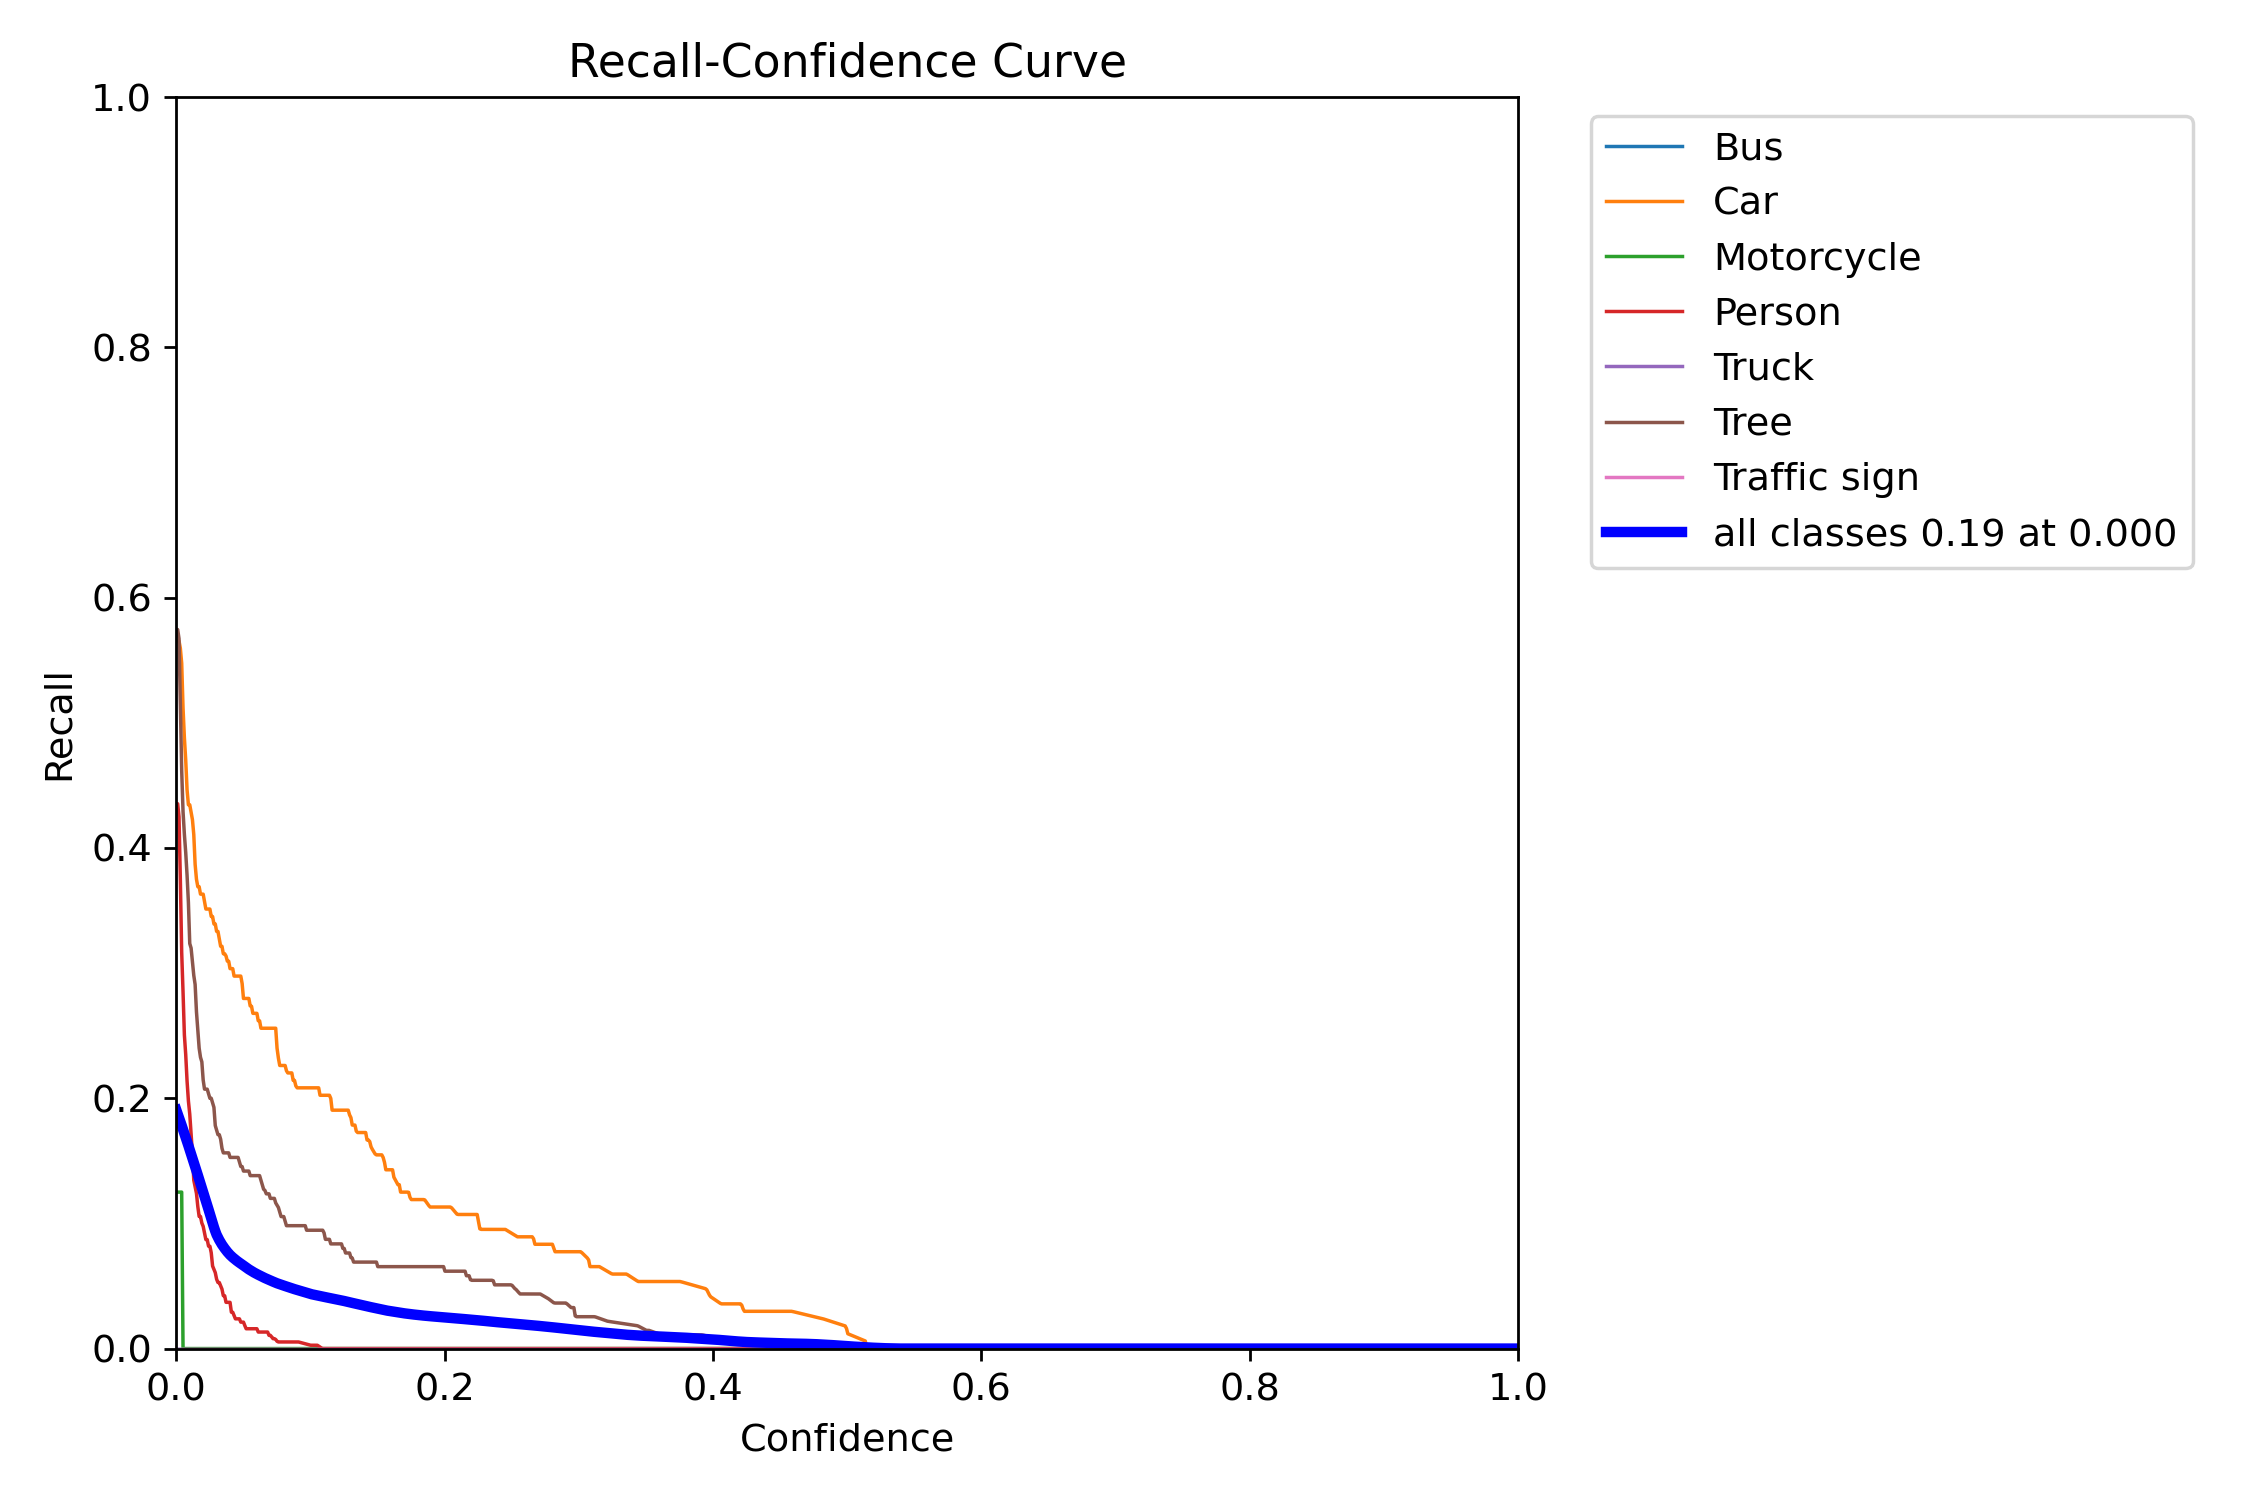 Recall-Confidence Curve
1.0
0.8
0.6
0.4
0.2
0.0
Recall
0.0 0.2 0.4 0.6 0.8 1.0
Confidence
Bus
Car
Motorcycle
Person
Truck
Tree
Traffic sign
all classes 0.19 at 0.000